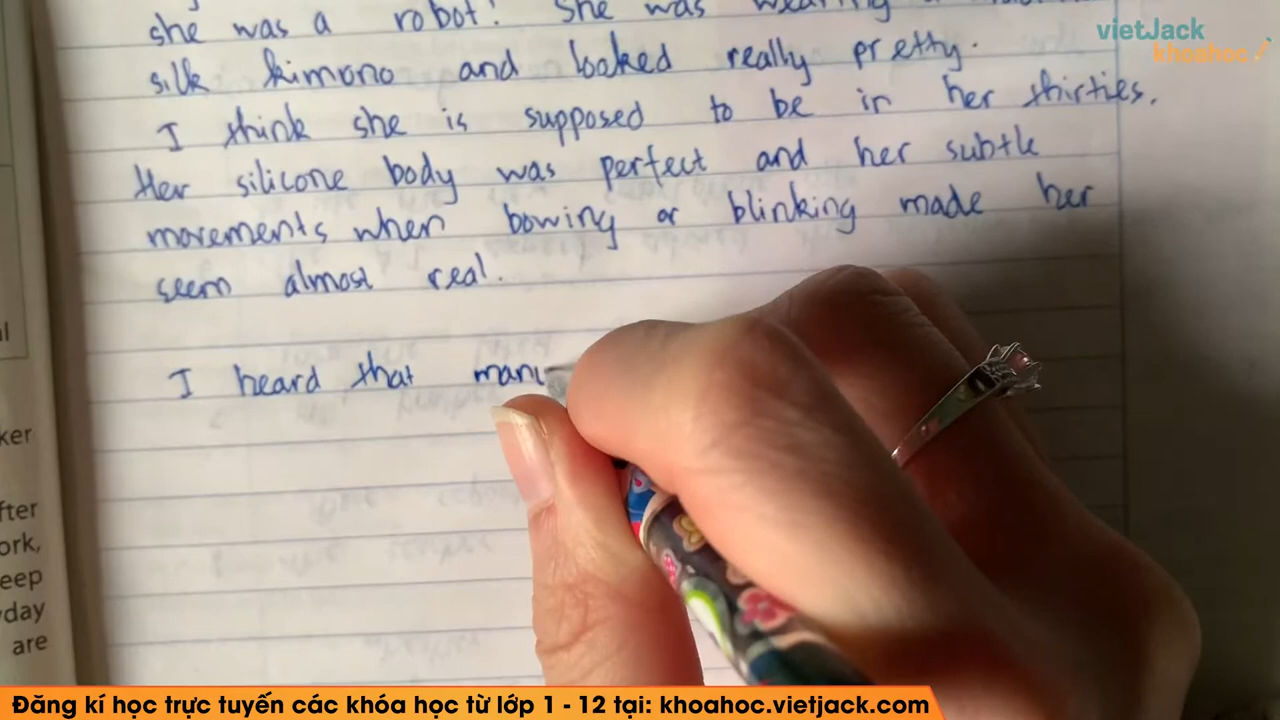 she was a robot! She was wearing a
silk kimono and looked really pretty.
I think she is supposed to be in her thirties.
Her silicone body was perfect and her subtle
movements when bowing or blinking made her
seem almost real.
I heard that many
ker
fter
ork,
eep
day
are
vietJack
khoahoc
Đăng kí học trực tuyến các khóa học từ lớp 1 - 12 tại: khoahoc.vietjack.com